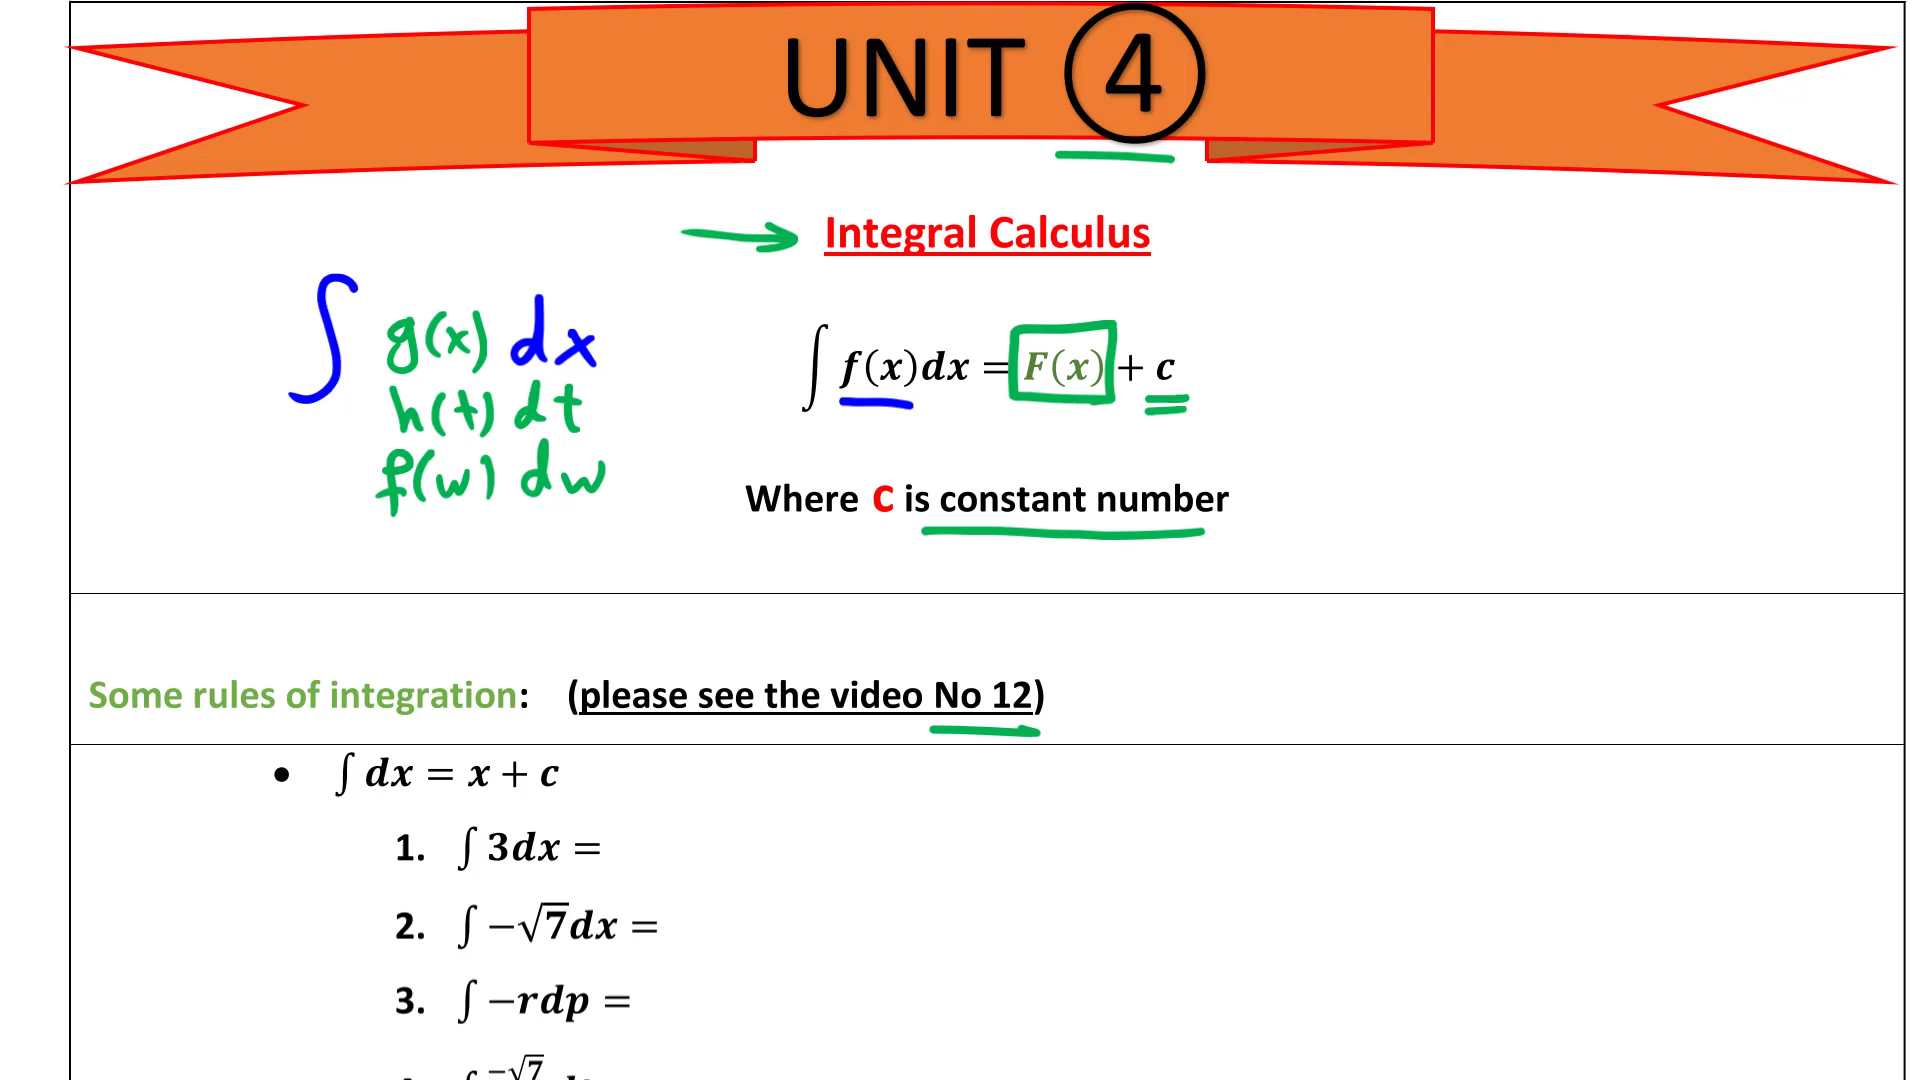 UNIT ④
Integral Calculus
∫ g(x) dx
h(t) dt
f(w) dw
∫ f(x)dx = F(x) + c
Where C is constant number
Some rules of integration: (please see the video No 12)
• ∫ dx = x + c
1. ∫ 3dx =
2. ∫ −√7dx =
3. ∫ −rdp =
∫ −√7